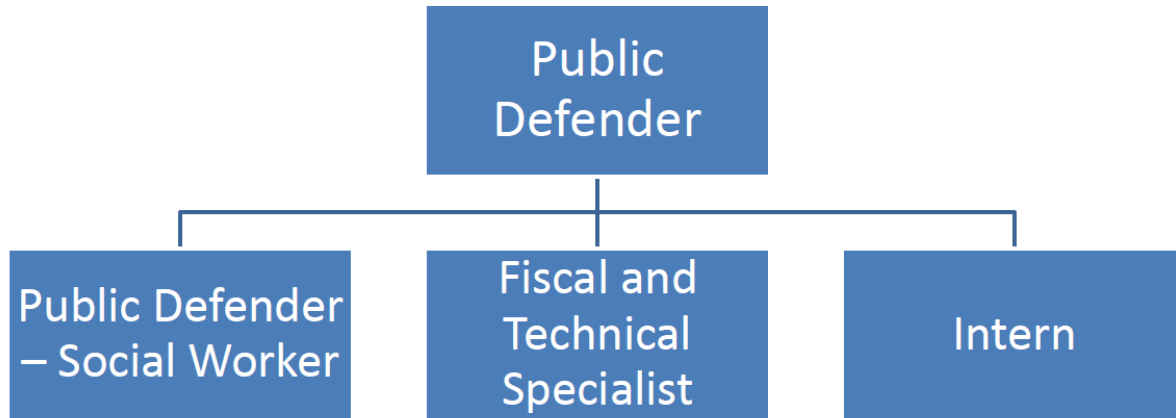 Public
Defender
Public Defender
– Social Worker
Fiscal and
Technical
Specialist
Intern